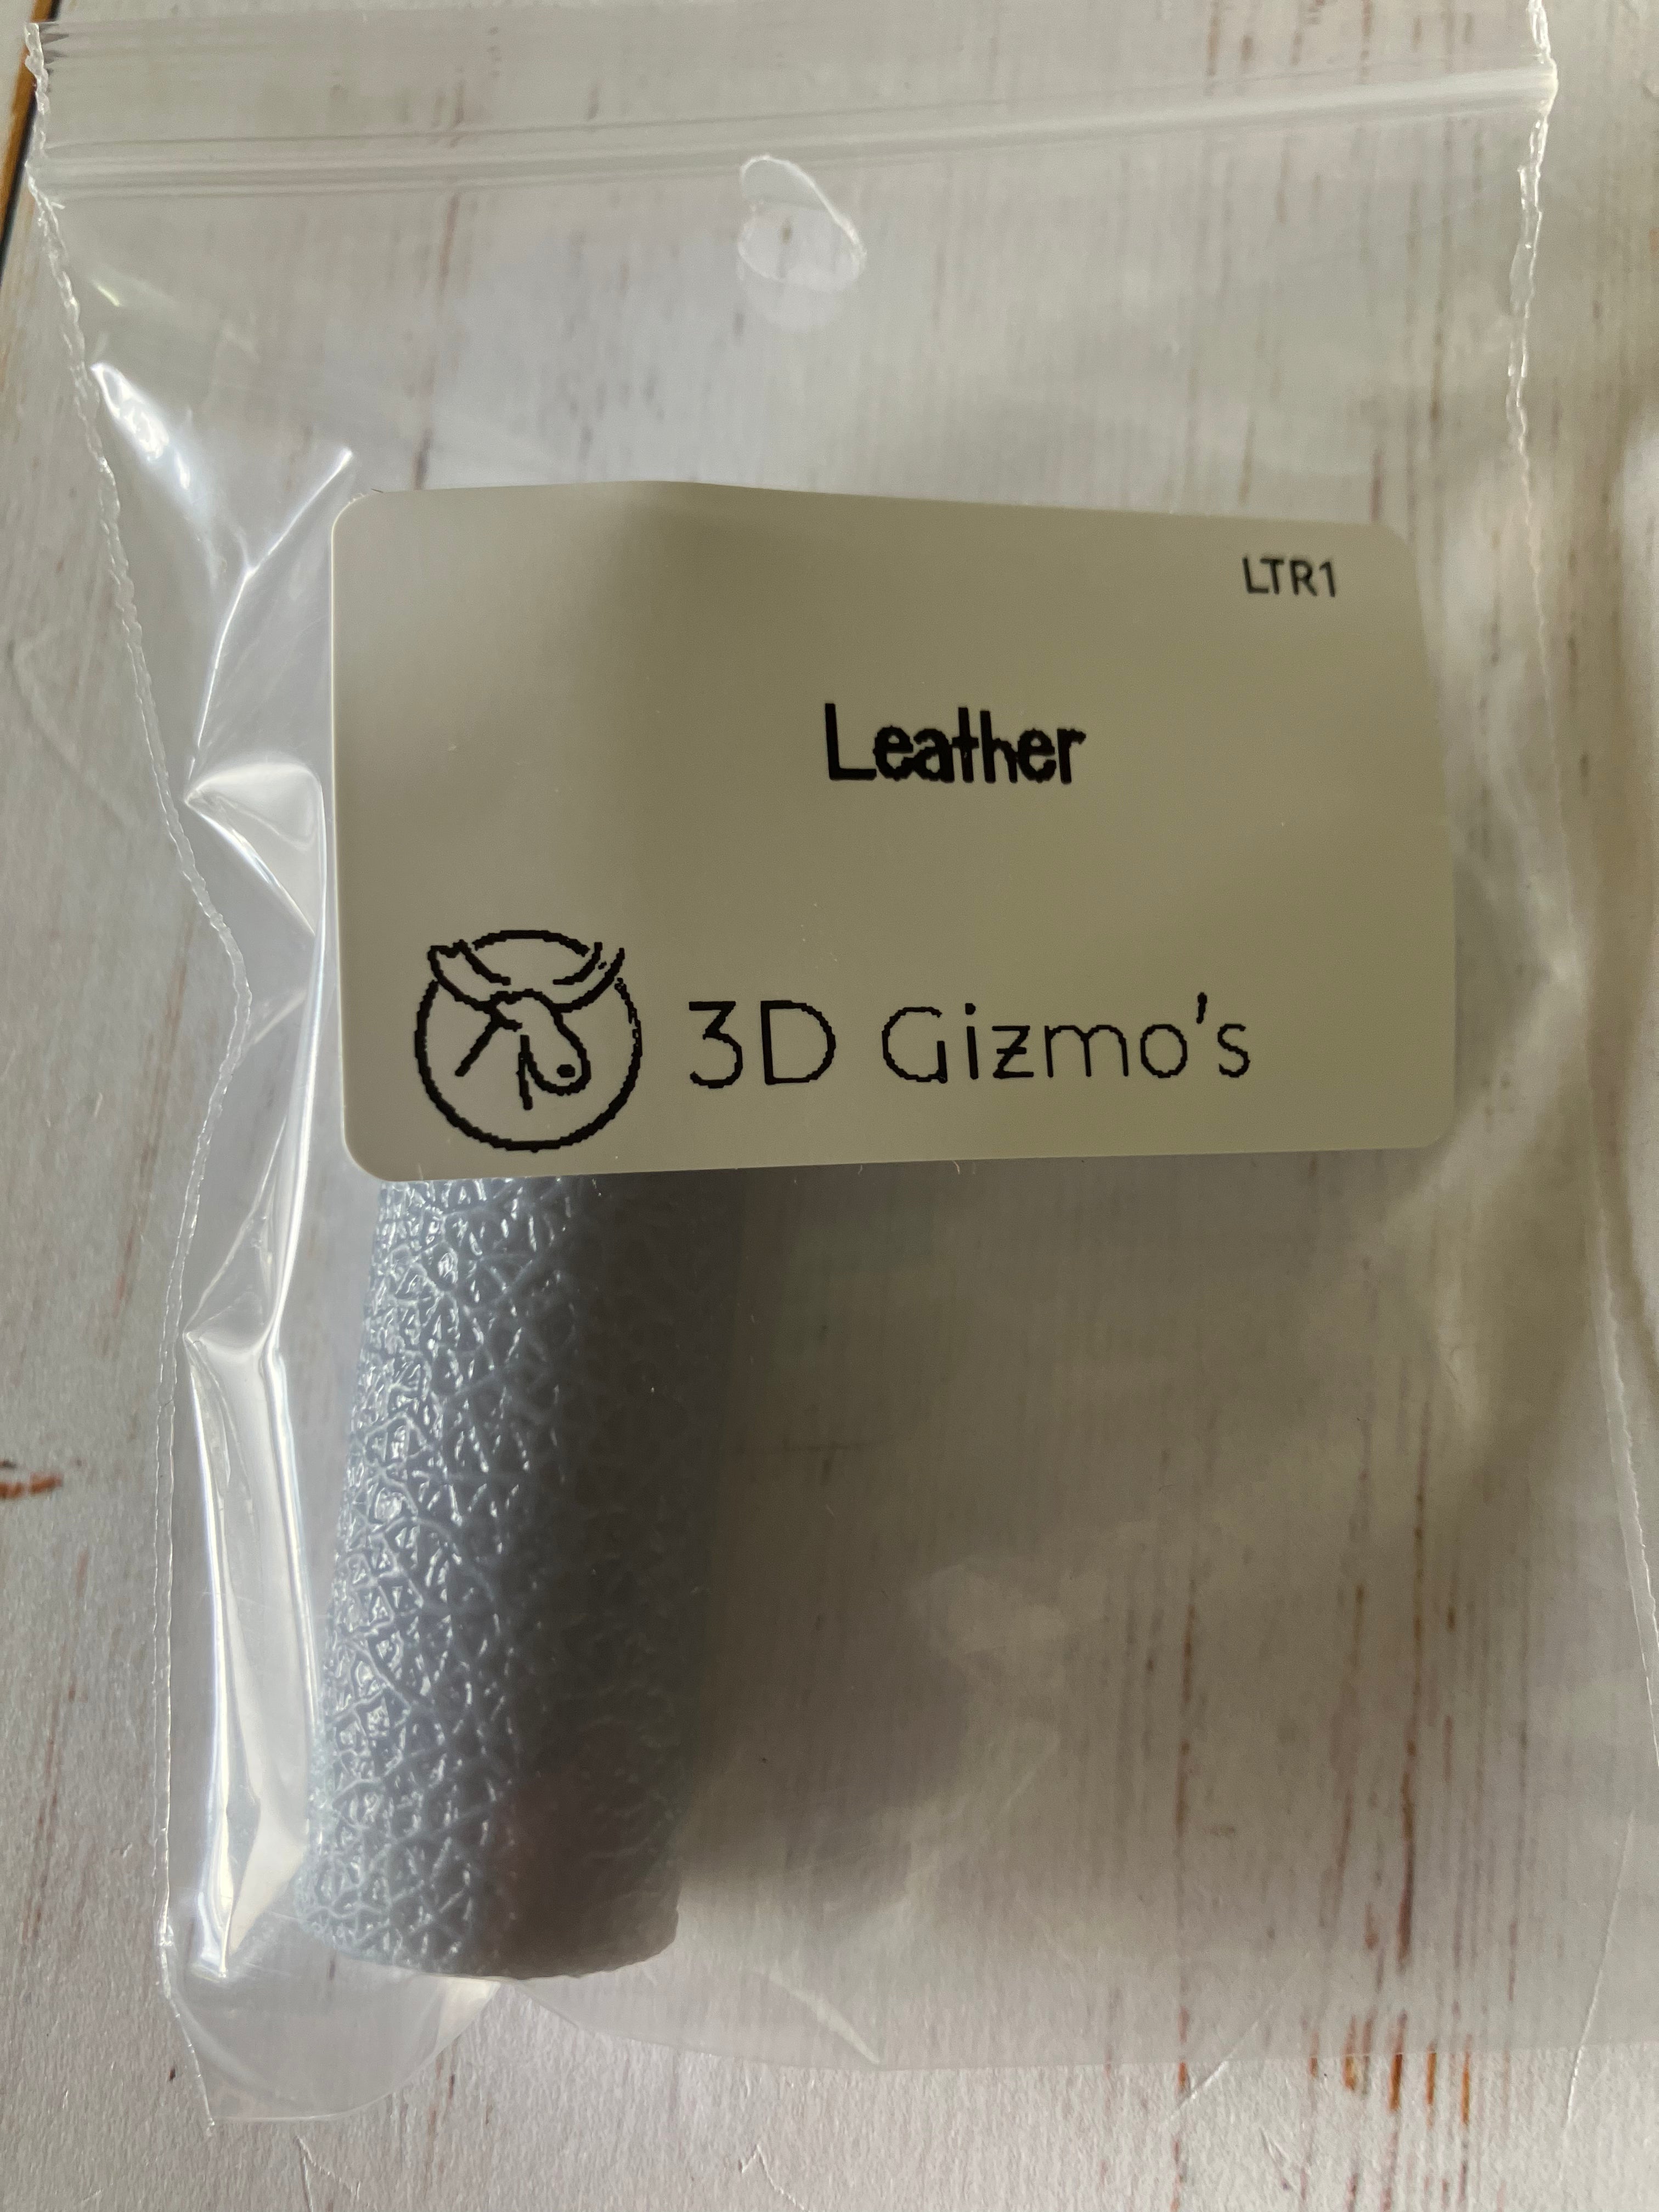 LTR1
Leather
3D Gizmo's